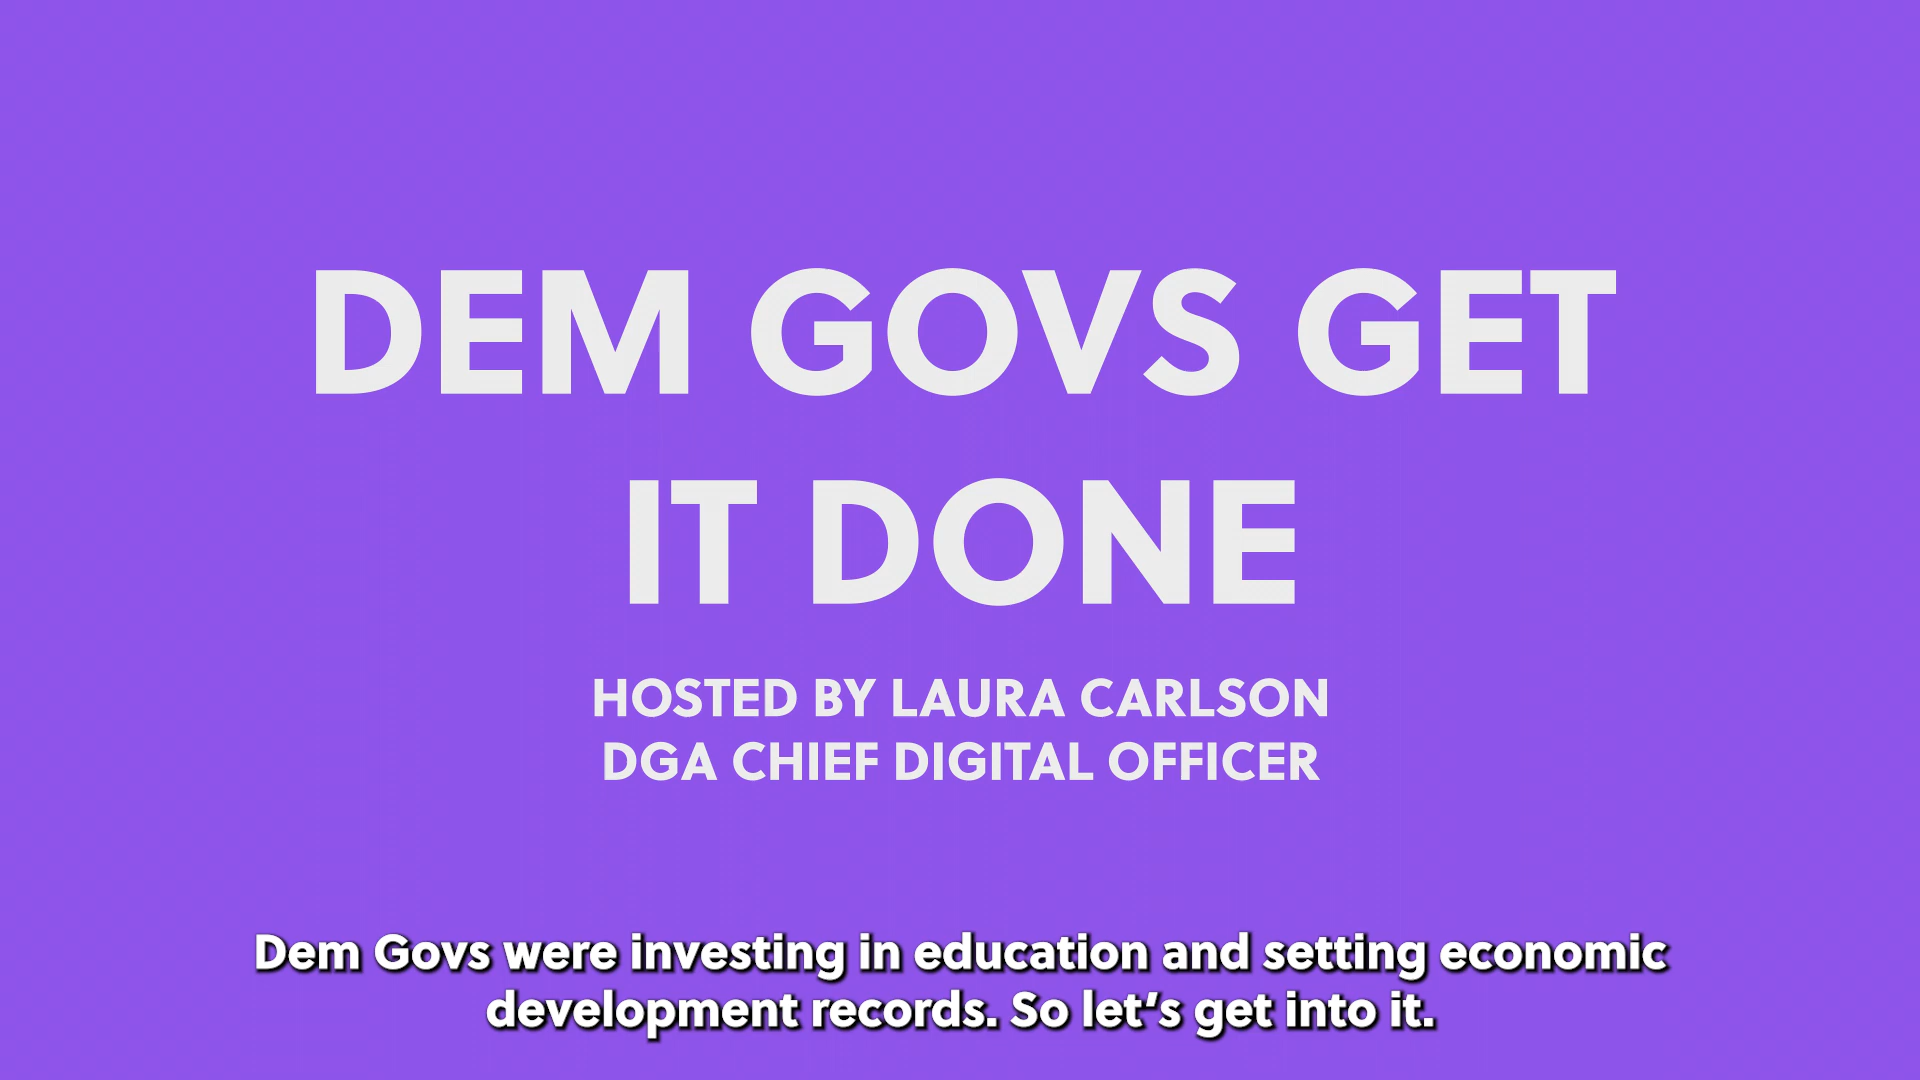 DEM GOVS GET
IT DONE
HOSTED BY LAURA CARLSON
DGA CHIEF DIGITAL OFFICER
Dem Govs were investing in education and setting economic
development records. So let's get into it.